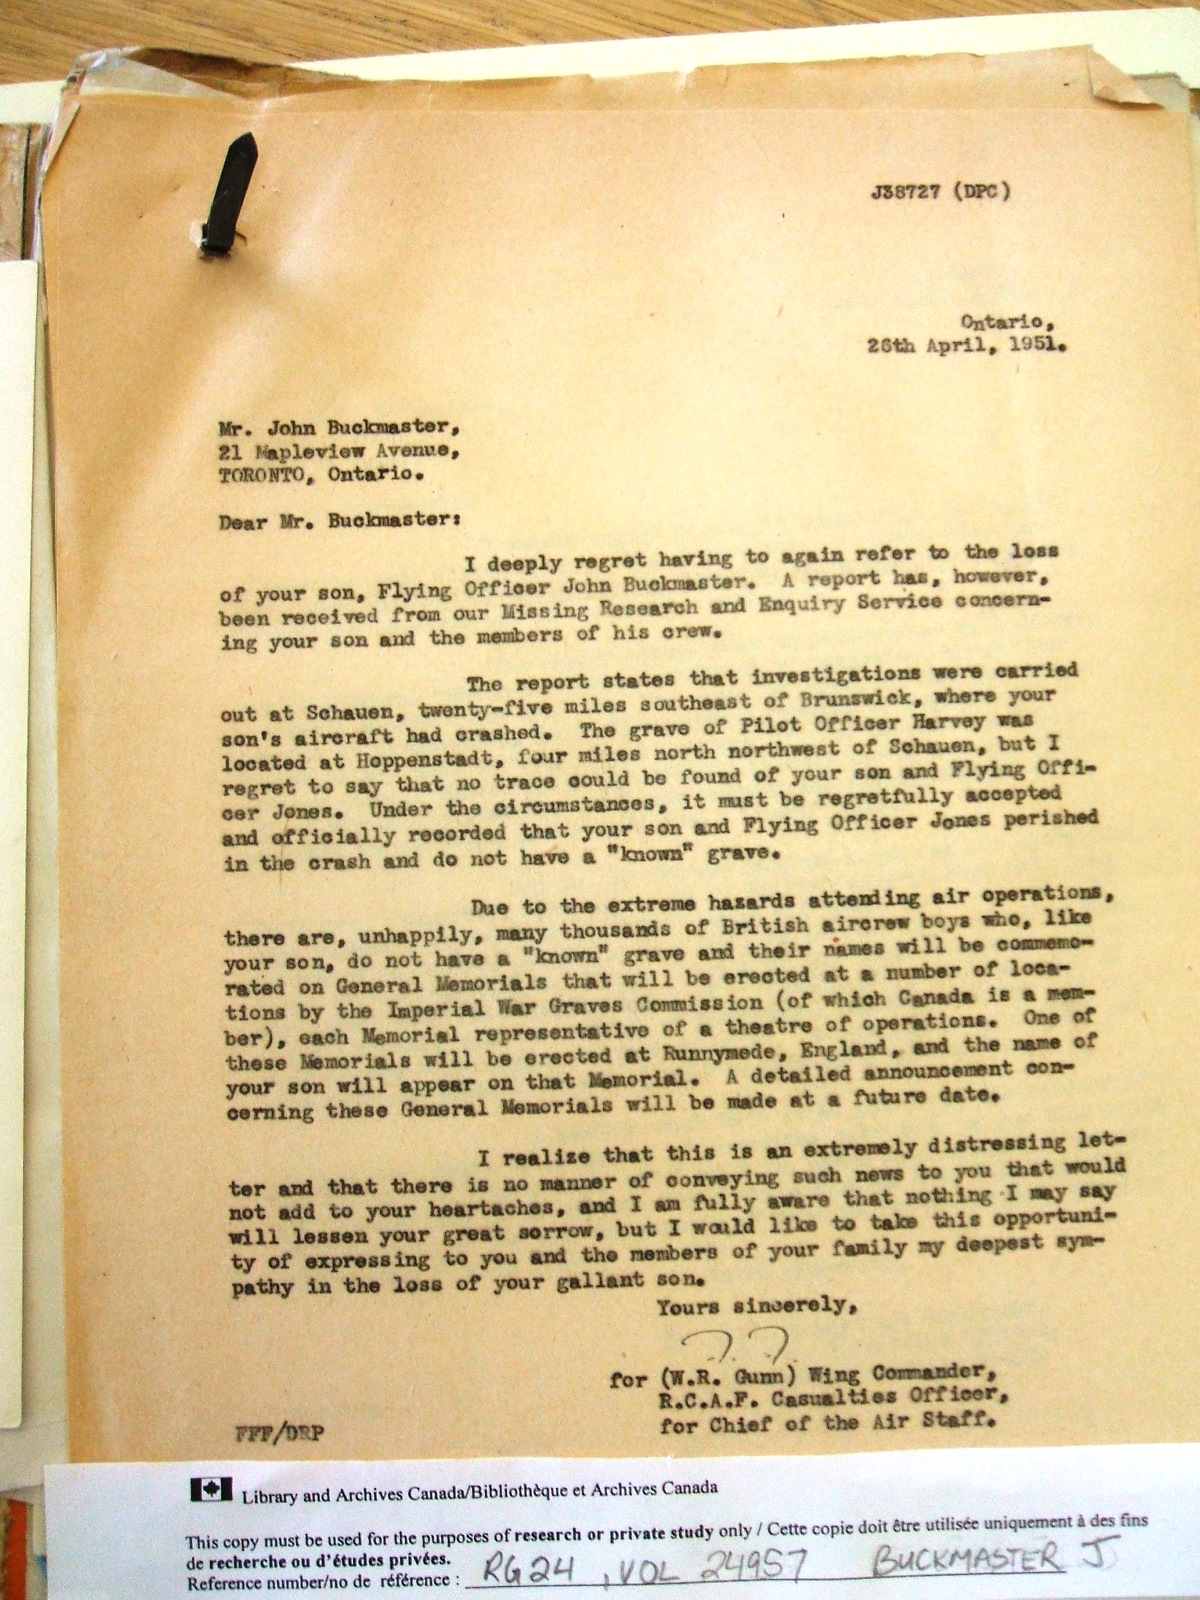 J38727 (DPC)
Ontario,
26th April, 1951.
Mr. John Buckmaster,
21 Mapleview Avenue,
TORONTO, Ontario.
Dear Mr. Buckmaster:
I deeply regret having to again refer to the loss
of your son, Flying Officer John Buckmaster. A report has, however,
been received from our Missing Research and Enquiry Service concern-
ing your son and the members of his crew.
The report states that investigations were carried
out at Schauen, twenty-five miles southeast of Brunswick, where your
son's aircraft had crashed. The grave of Pilot Officer Harvey was
located at Hoppenstadt, four miles north northwest of Schauen, but I
regret to say that no trace could be found of your son and Flying Offi-
cer Jones. Under the circumstances, it must be regretfully accepted
and officially recorded that your son and Flying Officer Jones perished
in the crash and do not have a "known" grave.
Due to the extreme hazards attending air operations,
there are, unhappily, many thousands of British aircrew boys who, like
your son, do not have a "known" grave and their names will be commemo-
rated on General Memorials that will be erected at a number of loca-
tions by the Imperial War Graves Commission (of which Canada is a mem-
ber), each Memorial representative of a theatre of operations. One of
these Memorials will be erected at Runnymede, England, and the name of
your son will appear on that Memorial. A detailed announcement con-
cerning these General Memorials will be made at a future date.
I realize that this is an extremely distressing let-
ter and that there is no manner of conveying such news to you that would
not add to your heartaches, and I am fully aware that nothing I may say
will lessen your great sorrow, but I would like to take this opportuni-
ty of expressing to you and the members of your family my deepest sym-
pathy in the loss of your gallant son.
Yours sincerely,
for (W.R. Gunn) Wing Commander,
R.C.A.F. Casualties Officer,
for Chief of the Air Staff.
FFF/DRP
Library and Archives Canada/Bibliothèque et Archives Canada
This copy must be used for the purposes of research or private study only / Cette copie doit être utilisée uniquement à des fins
de recherche ou d'études privées.
Reference number/no de référence : RG24, VOL 24957 BUCKMASTER J